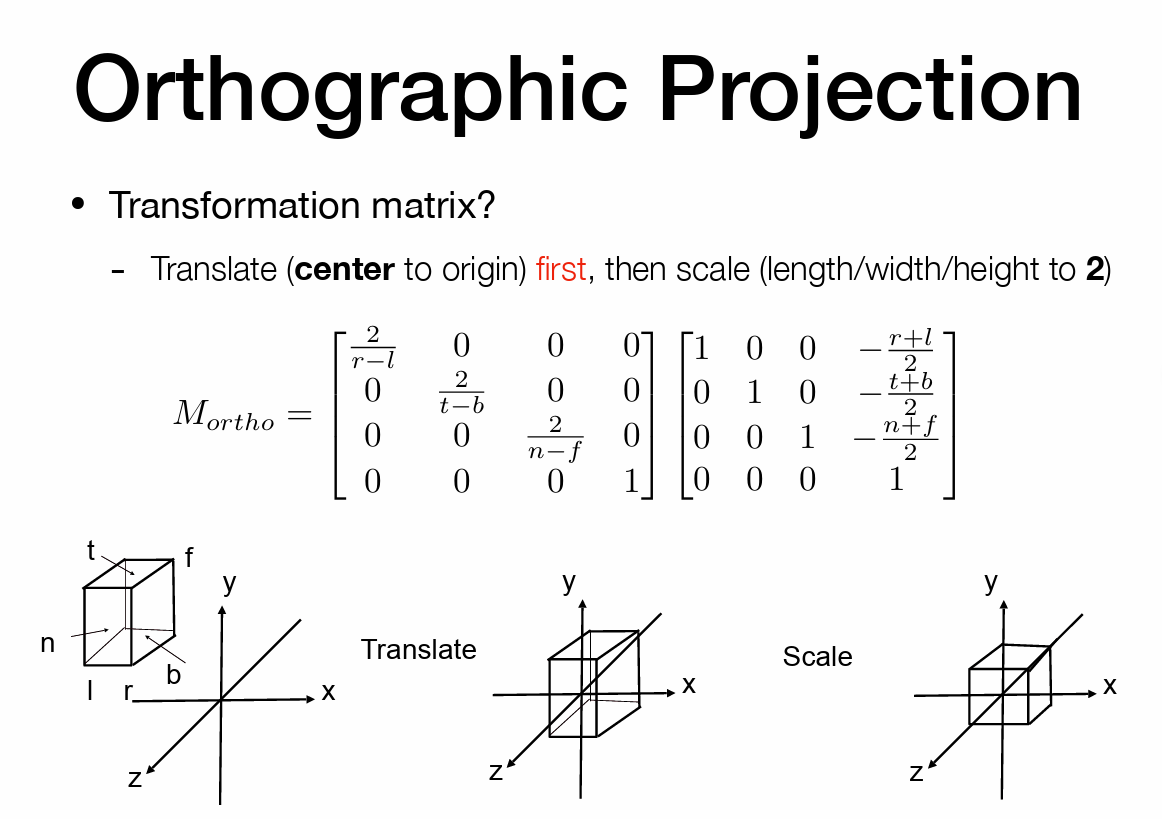 Orthographic Projection
• Transformation matrix?
- Translate (center to origin) first, then scale (length/width/height to 2)
$M_{ortho} = \begin{bmatrix} \frac{2}{r-l} & 0 & 0 & 0 \\ 0 & \frac{2}{t-b} & 0 & 0 \\ 0 & 0 & \frac{2}{n-f} & 0 \\ 0 & 0 & 0 & 1 \end{bmatrix} \begin{bmatrix} 1 & 0 & 0 & -\frac{r+l}{2} \\ 0 & 1 & 0 & -\frac{t+b}{2} \\ 0 & 0 & 1 & -\frac{n+f}{2} \\ 0 & 0 & 0 & 1 \end{bmatrix}$
t
f
y
n
b
l
r
x
z
Translate
y
x
z
Scale
y
x
z